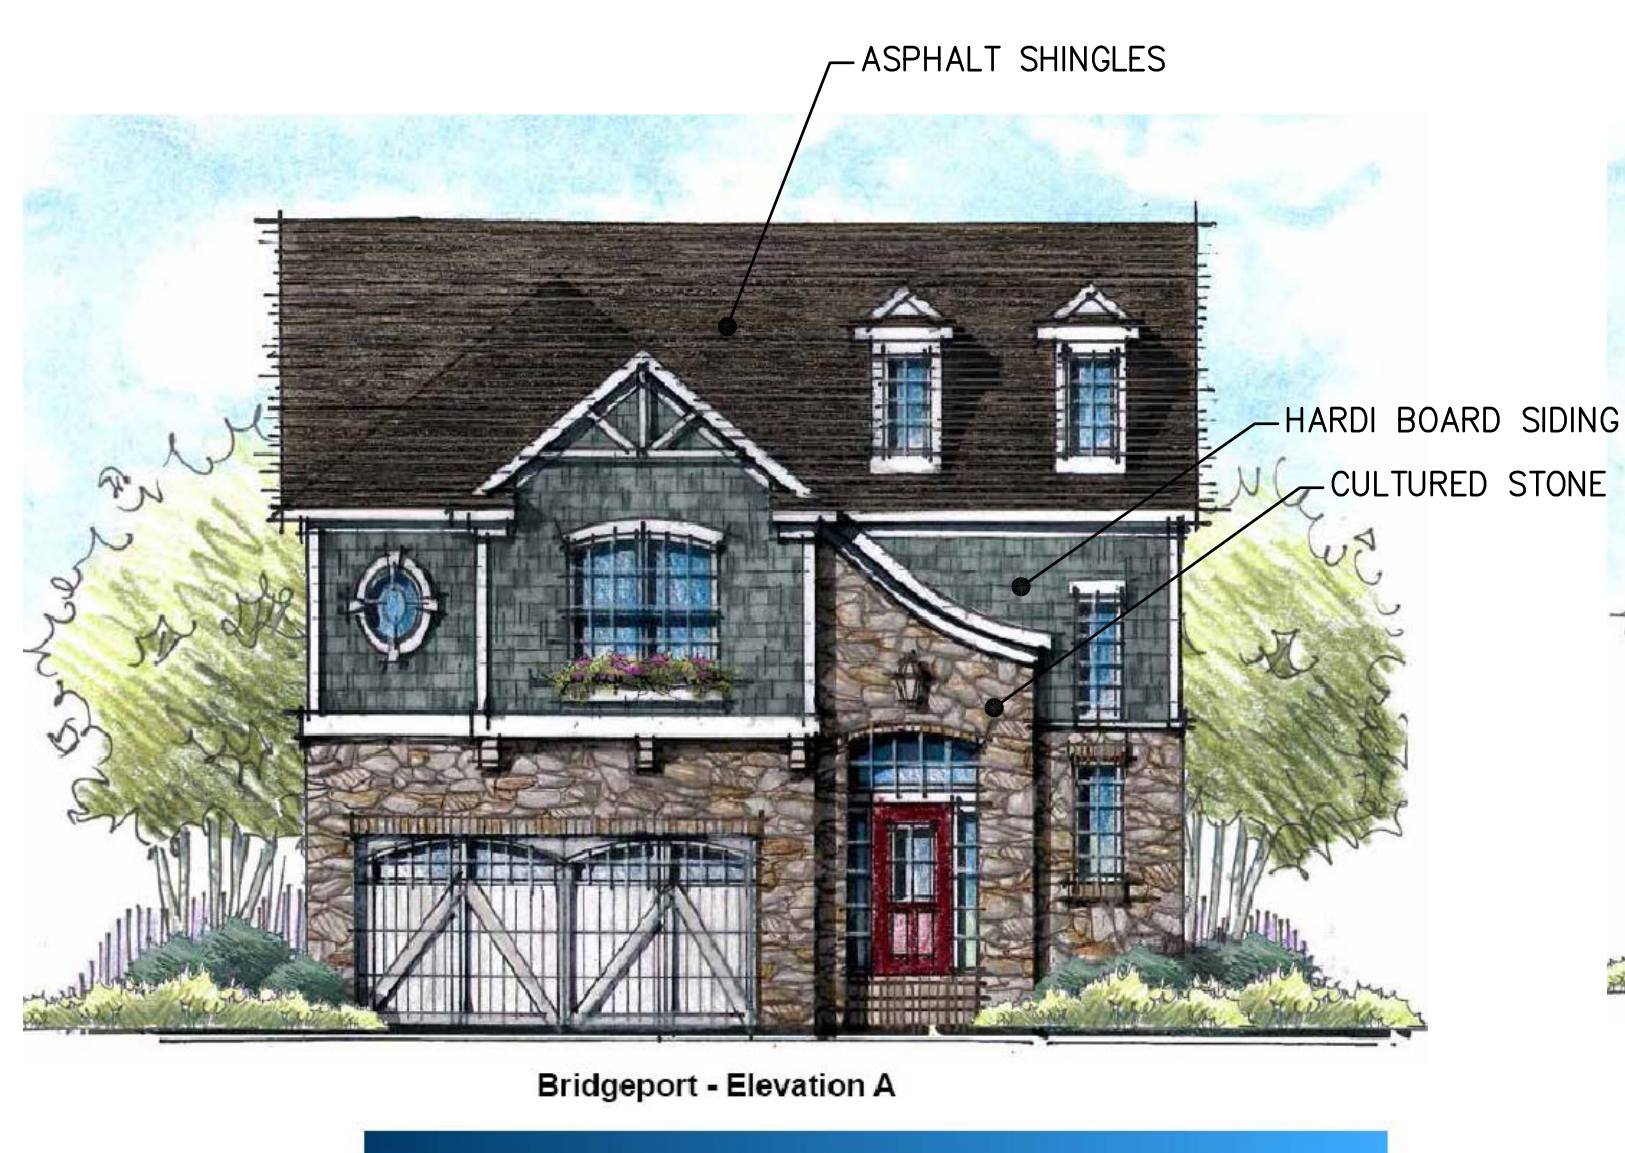 ASPHALT SHINGLES
HARDI BOARD SIDING
CULTURED STONE
Bridgeport - Elevation A